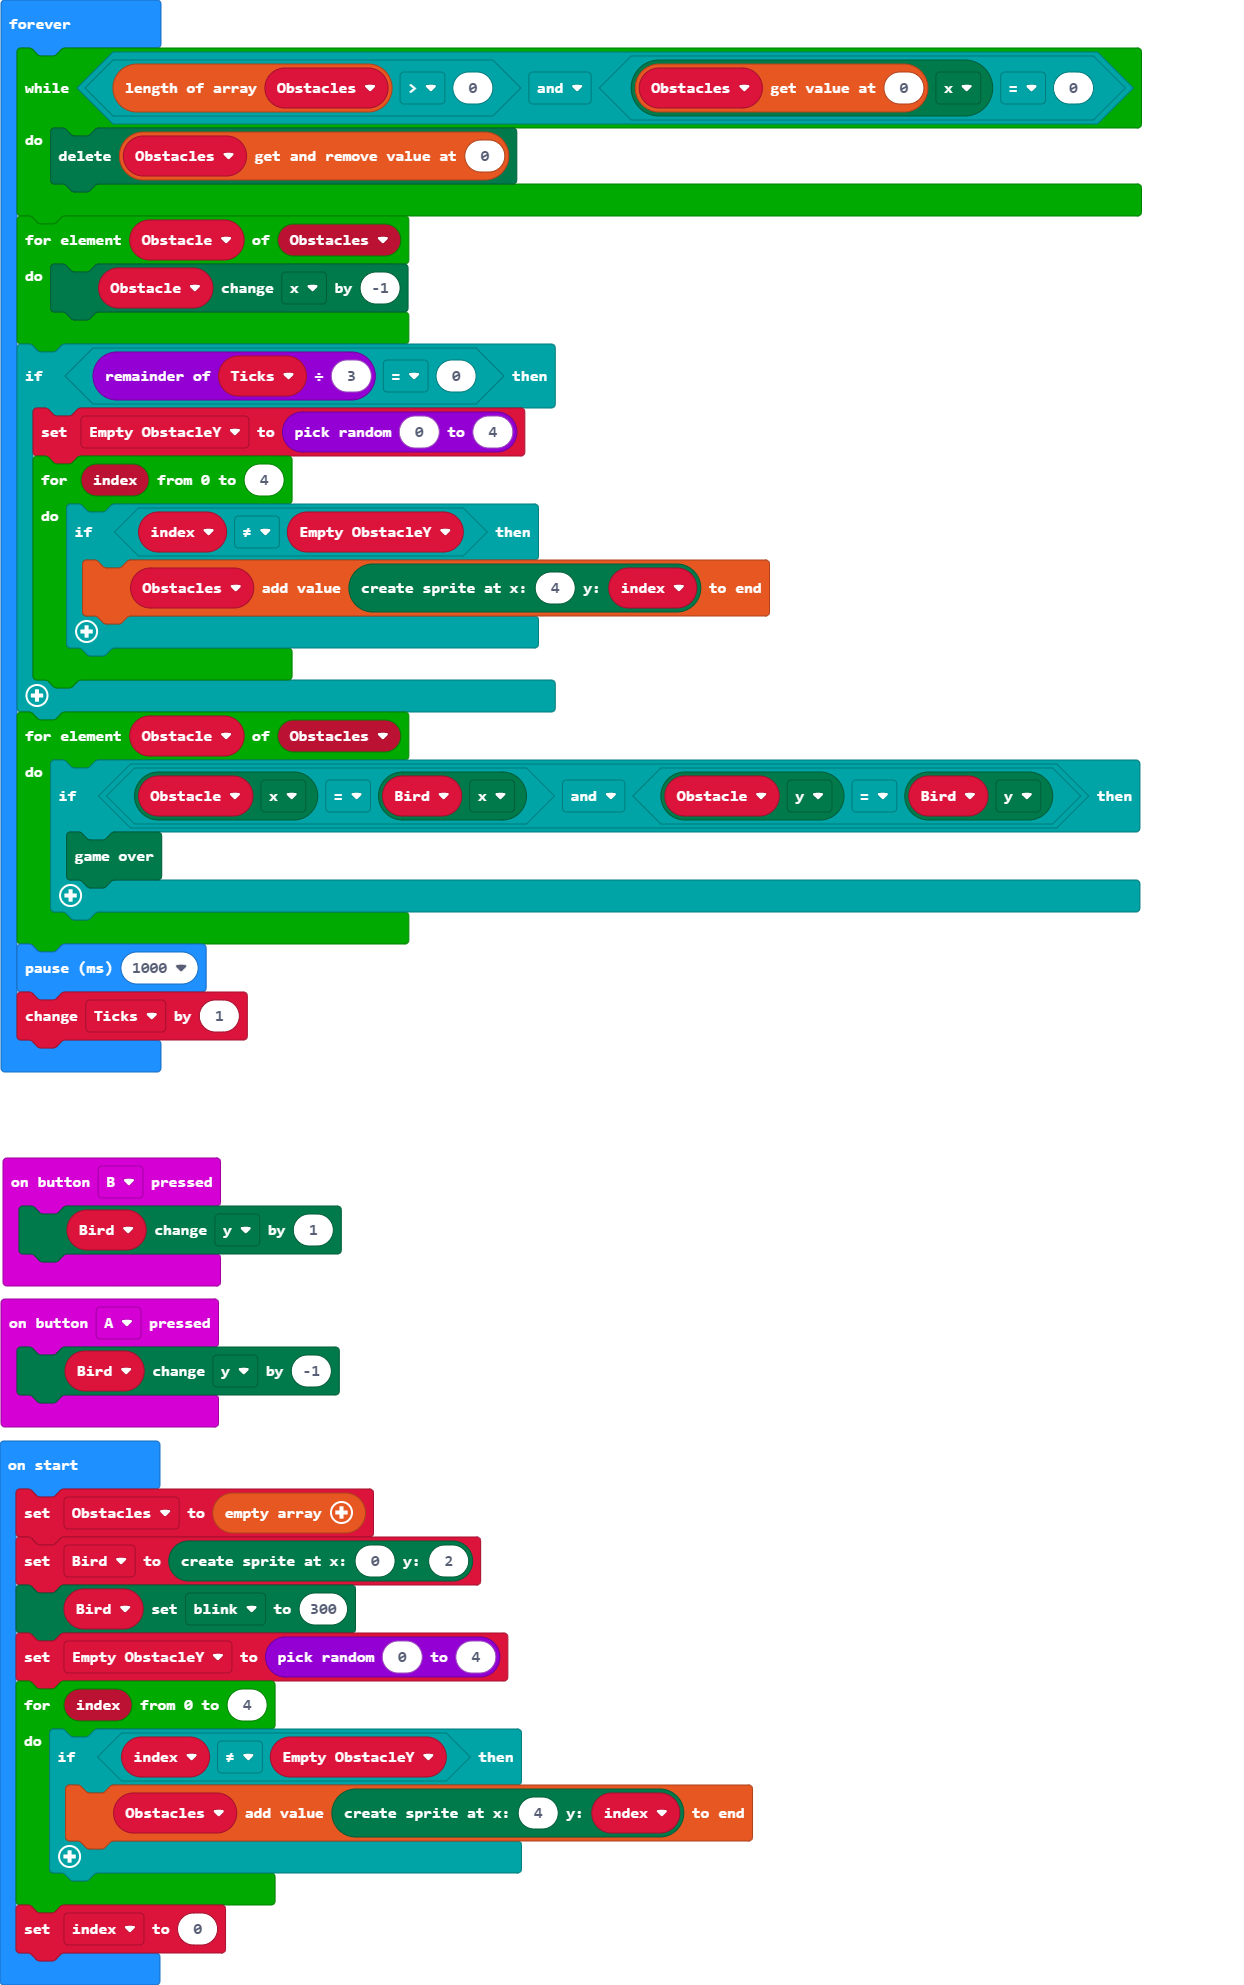 forever
while length of array Obstacles > 0 and Obstacles get value at 0 x = 0
do
delete Obstacles get and remove value at 0
for element Obstacle of Obstacles
do
Obstacle change x by -1
if remainder of Ticks ÷ 3 = 0 then
set Empty ObstacleY to pick random 0 to 4
for index from 0 to 4
do
if index ≠ Empty ObstacleY then
Obstacles add value create sprite at x: 4 y: index to end
for element Obstacle of Obstacles
do
if Obstacle x = Bird x and Obstacle y = Bird y then
game over
pause (ms) 1000
change Ticks by 1
on button B pressed
Bird change y by 1
on button A pressed
Bird change y by -1
on start
set Obstacles to empty array
set Bird to create sprite at x: 0 y: 2
Bird set blink to 300
set Empty ObstacleY to pick random 0 to 4
for index from 0 to 4
do
if index ≠ Empty ObstacleY then
Obstacles add value create sprite at x: 4 y: index to end
set index to 0